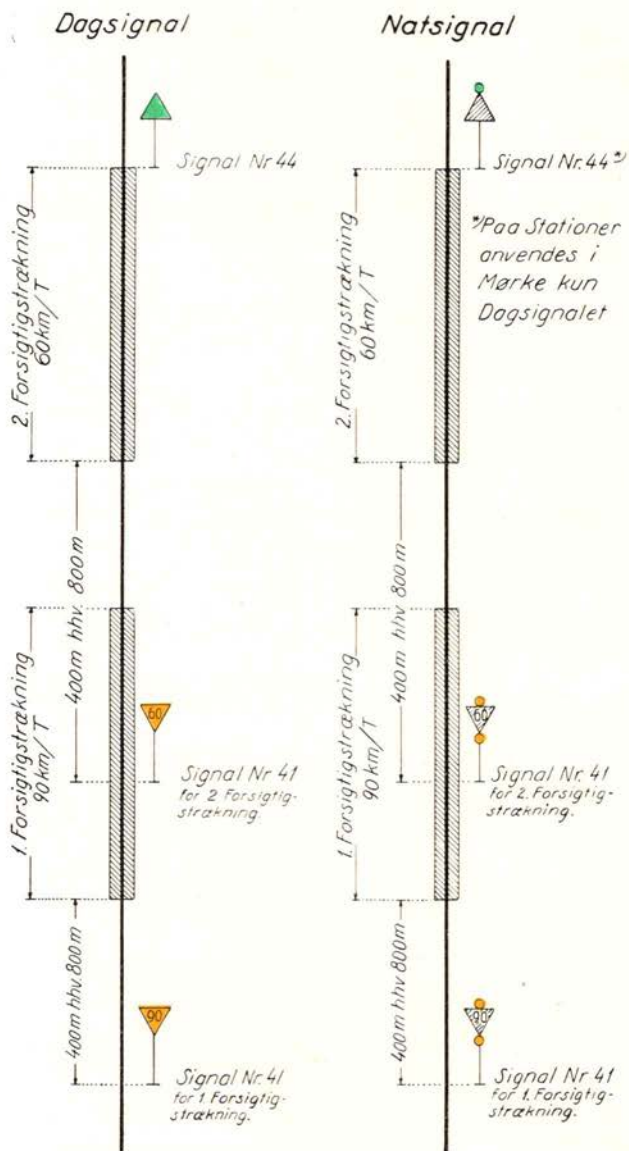 Dagsignal
Signal Nr 44
2. Forsigtigstrækning
60 km/T
400 m hhv. 800 m
1. Forsigtigstrækning
90 km/T
60
Signal Nr 41
for 2 Forsigtig-
strækning.
400 m hhv. 800 m
90
Signal Nr. 41
for 1. Forsigtig-
strækning.
Natsignal
Signal Nr. 44 *)
*) Paa Stationer
anvendes i
Mørke kun
Dagsignalet
2. Forsigtigstrækning
60 km/T
400 m hhv 800 m
1. Forsigtigstrækning
90 km/T
60
Signal Nr 41
for 2. Forsigtig-
strækning.
400 m hhv 800 m
90
Signal Nr 41
for 1. Forsigtig-
strækning.